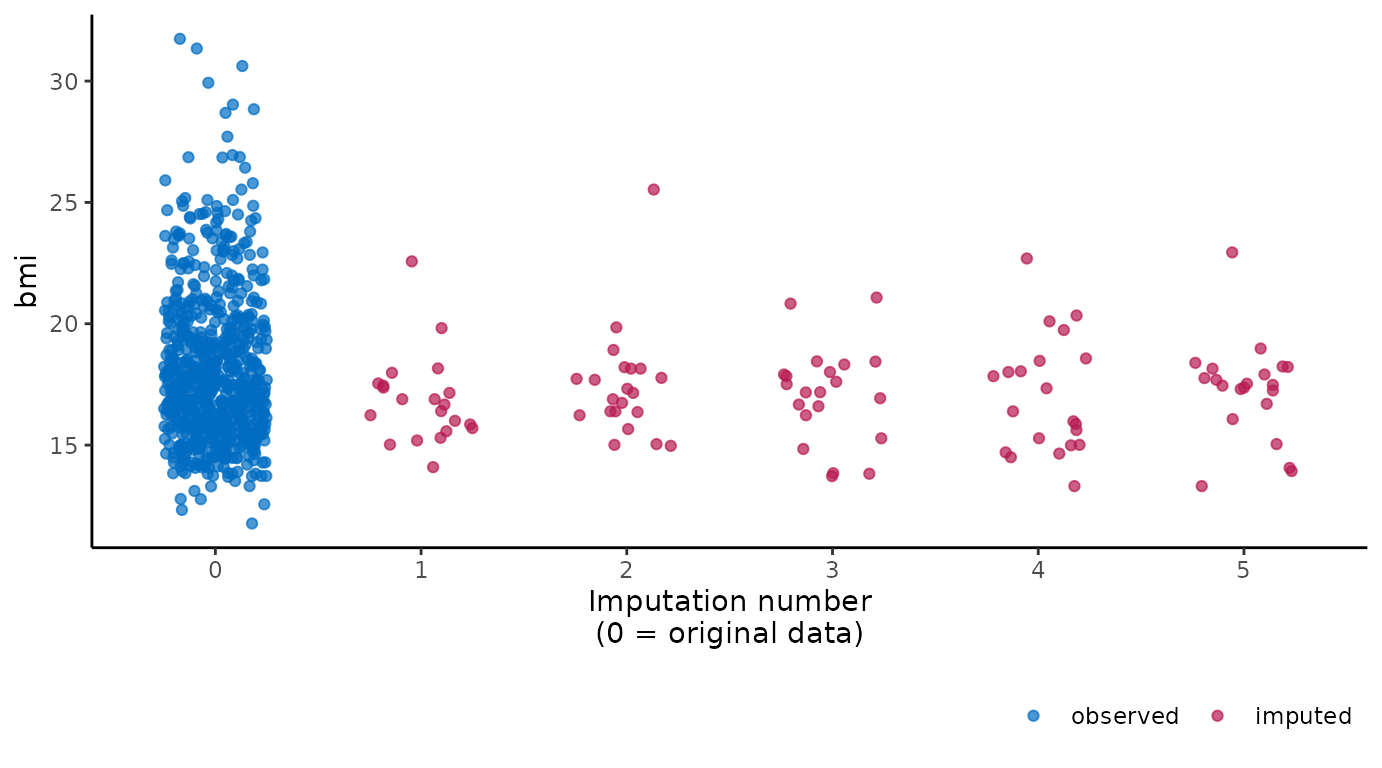 30
25
20
15
bmi
0 1 2 3 4 5
Imputation number
(0 = original data)
observed imputed